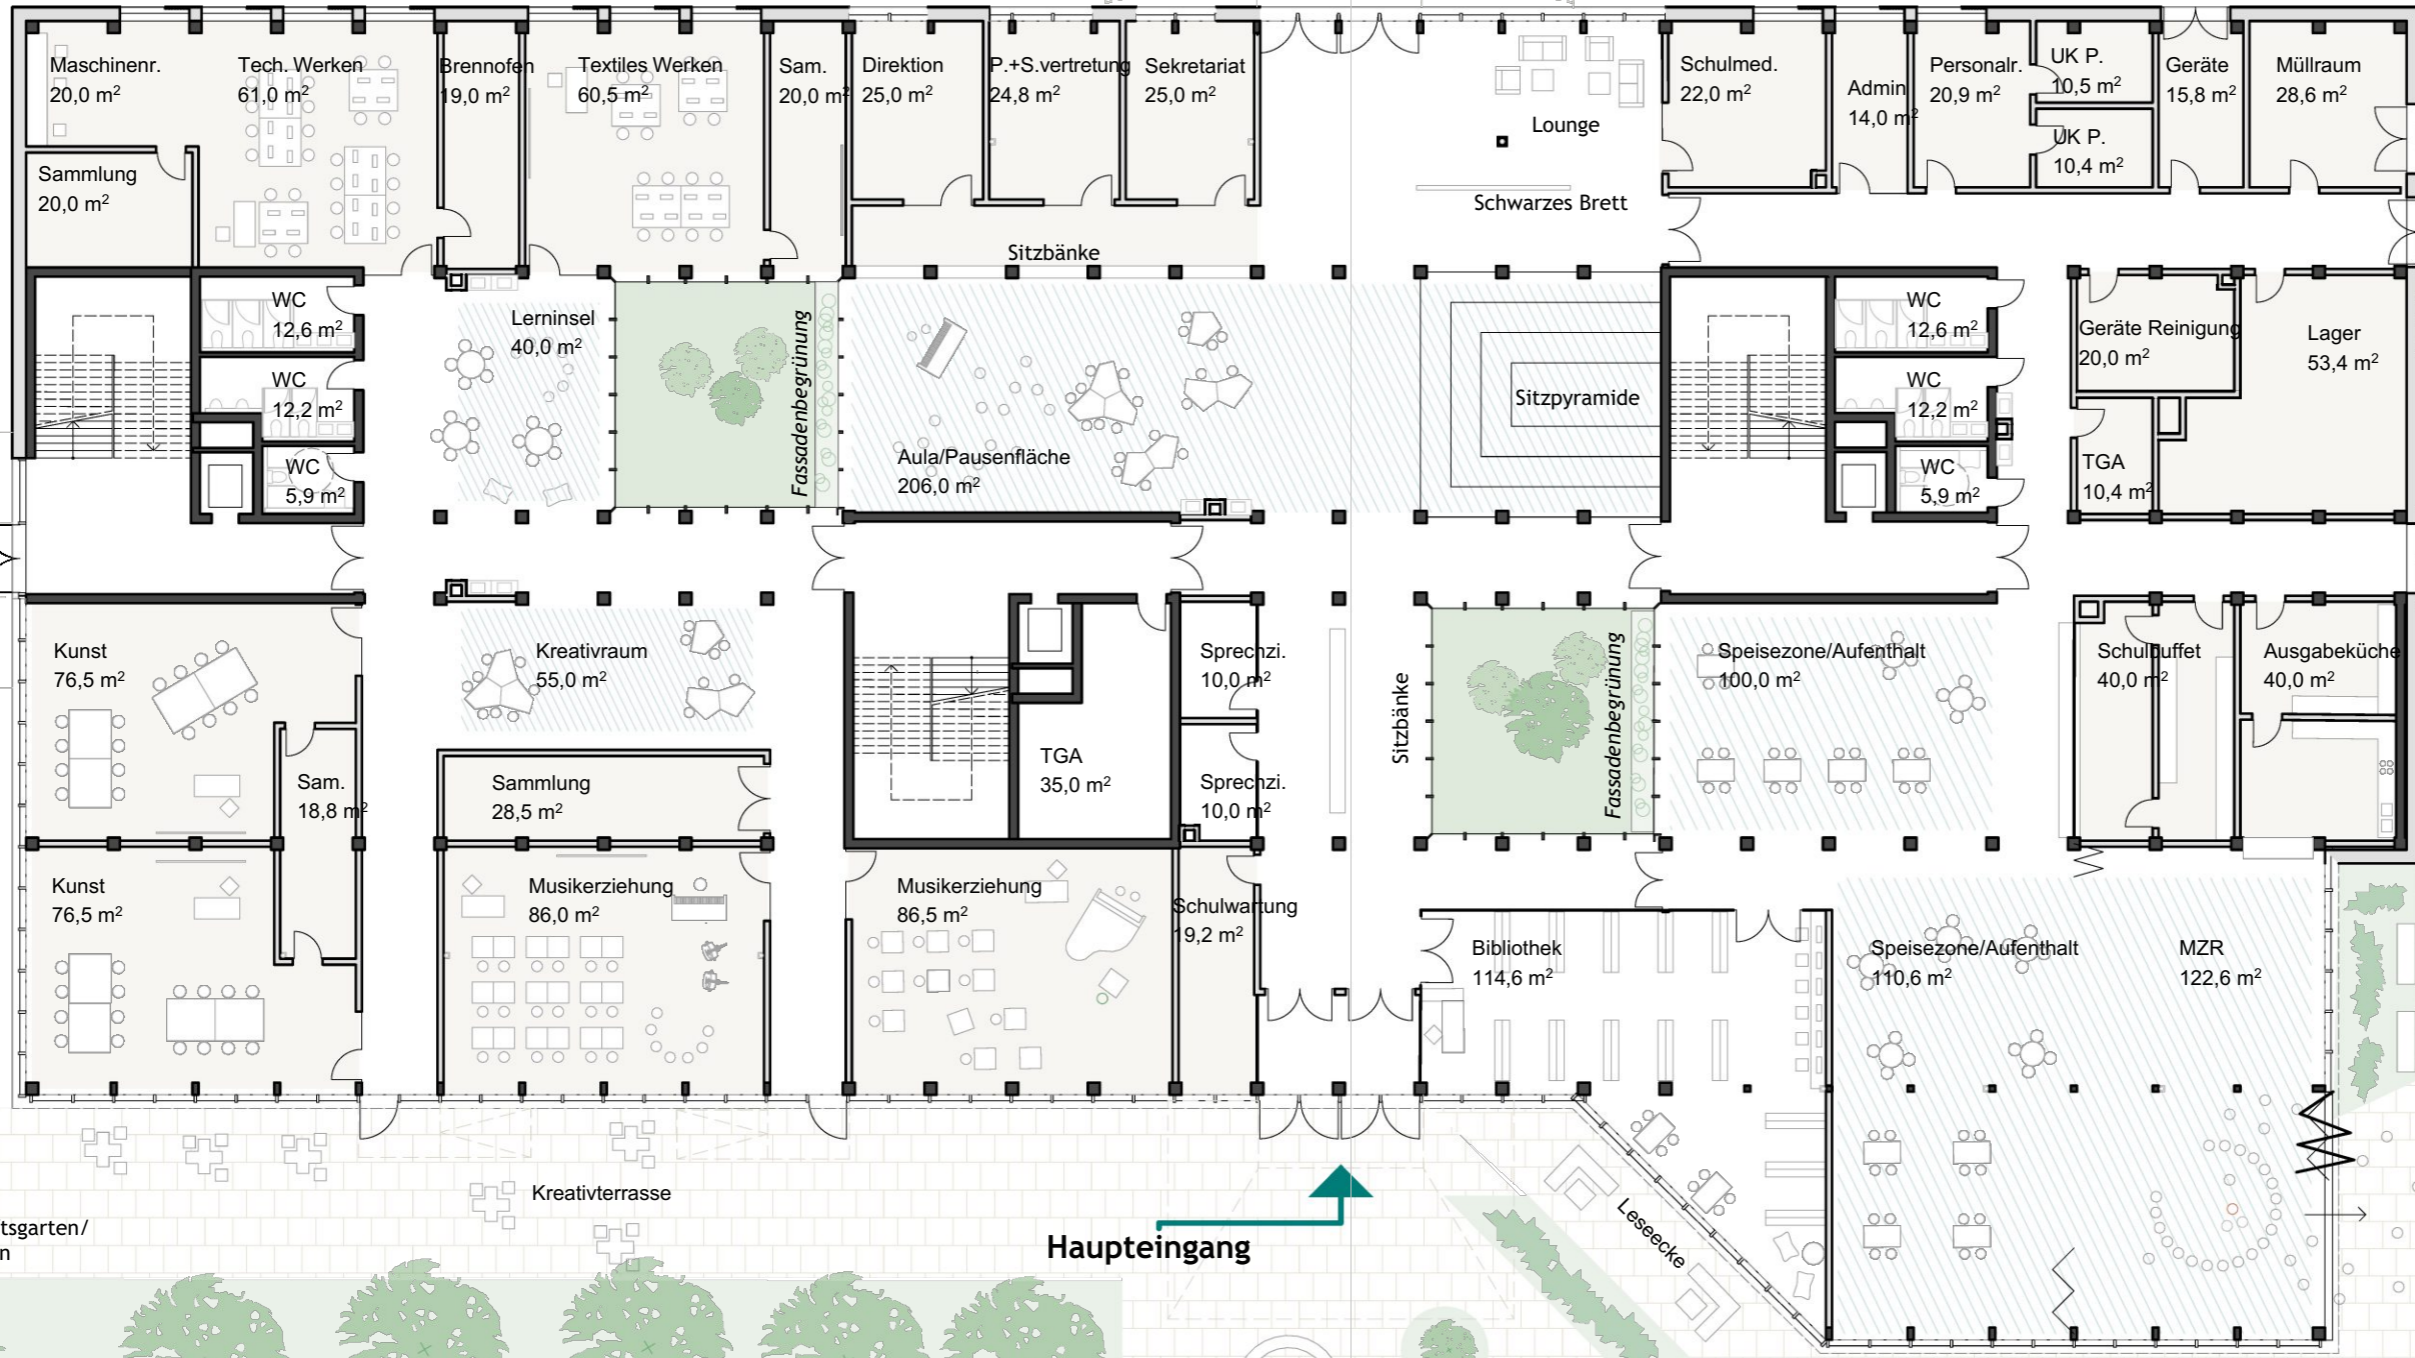 Maschinenr.
20,0 m²
Tech. Werken
61,0 m²
Brennofen
19,0 m²
Textiles Werken
60,5 m²
Sam.
20,0 m²
Direktion
25,0 m²
P.+S.vertretung
24,8 m²
Sekretariat
25,0 m²
Lounge
Schulmed.
22,0 m²
Admin
14,0 m²
Personalr.
20,9 m²
UK P.
10,5 m²
UK P.
10,4 m²
Geräte
15,8 m²
Müllraum
28,6 m²
Sammlung
20,0 m²
Schwarzes Brett
Sitzbänke
WC
12,6 m²
WC
12,2 m²
WC
5,9 m²
Lerninsel
40,0 m²
Fassadenbegrünung
Aula/Pausenfläche
206,0 m²
Sitzpyramide
WC
12,6 m²
WC
12,2 m²
WC
5,9 m²
Geräte Reinigung
20,0 m²
Lager
53,4 m²
TGA
10,4 m²
Kunst
76,5 m²
Kreativraum
55,0 m²
Sprechzi.
10,0 m²
Sitzbänke
Fassadenbegrünung
Speisezone/Aufenthalt
100,0 m²
Schulbuffet
40,0 m²
Ausgabeküche
40,0 m²
Sam.
18,8 m²
Sammlung
28,5 m²
TGA
35,0 m²
Sprechzi.
10,0 m²
Kunst
76,5 m²
Musikerziehung
86,0 m²
Musikerziehung
86,5 m²
Schulwartung
19,2 m²
Bibliothek
114,6 m²
Speisezone/Aufenthalt
110,6 m²
MZR
122,6 m²
Kreativterrasse
Haupteingang
Leseecke
tsgarten/
n